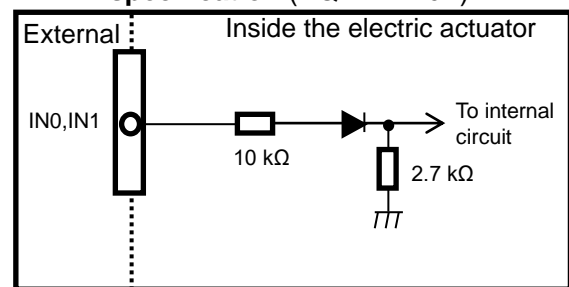 External
Inside the electric actuator
IN0,IN1
To internal
circuit
10 kΩ
2.7 kΩ